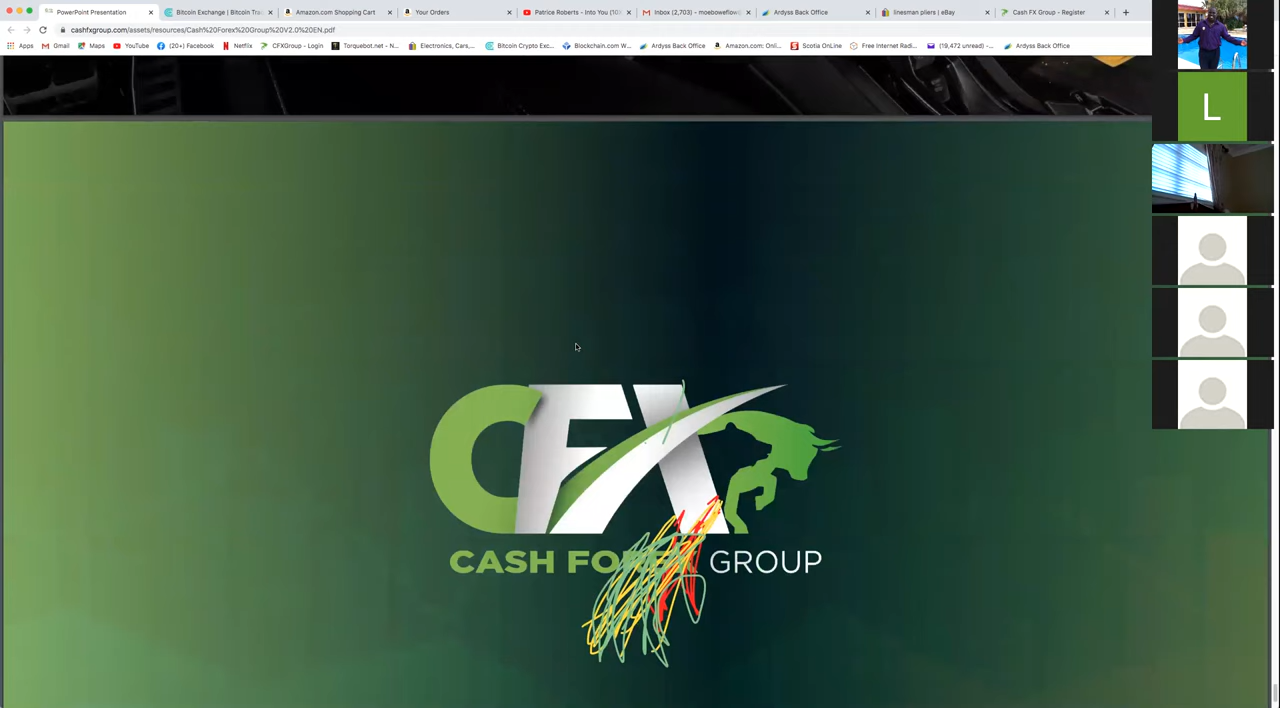 PowerPoint Presentation
Bitcoin Exchange | Bitcoin Tra
Amazon.com Shopping Cart
Your Orders
Patrice Roberts - Into You (10
Inbox (2,703) - moeboweflow
Ardyss Back Office
linesman pliers | eBay
Cash FX Group - Register
cashfxgroup.com/assets/resources/Cash%20Forex%20Group%20V2.0%20EN.pdf
Apps
Gmail
Maps
YouTube
(20+) Facebook
Netflix
CFXGroup - Login
Torquebot.net - N...
Electronics, Cars,...
Bitcoin Crypto Exc...
Blockchain.com W...
Ardyss Back Office
Amazon.com: Onli...
Scotia OnLine
Free Internet Radi...
(19,472 unread) -...
Ardyss Back Office
L
CFX
CASH FOREX GROUP